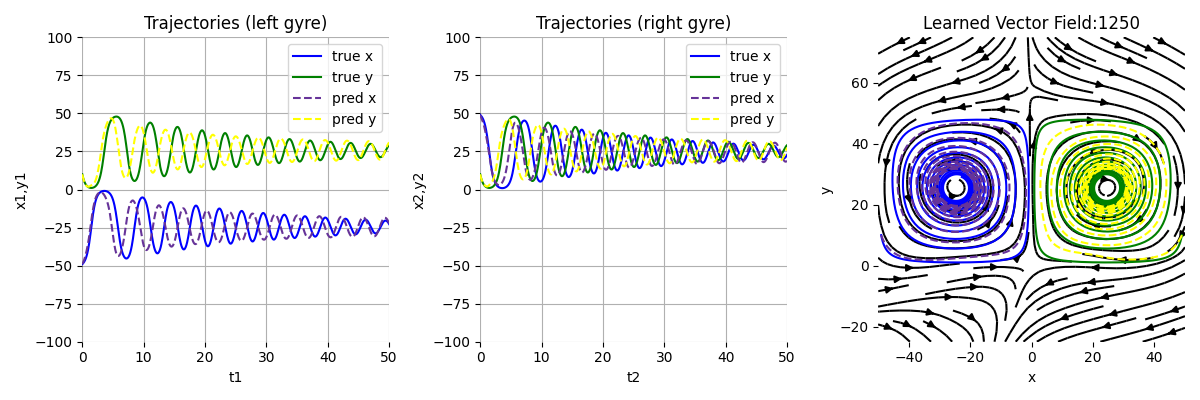 Trajectories (left gyre)
100
75
50
25
0
−25
−50
−75
−100
0
10
20
30
40
50
x1,y1
t1
true x
true y
pred x
pred y
Trajectories (right gyre)
100
75
50
25
0
−25
−50
−75
−100
0
10
20
30
40
50
x2,y2
t2
true x
true y
pred x
pred y
Learned Vector Field:1250
60
40
20
0
−20
−40
−20
0
20
40
y
x